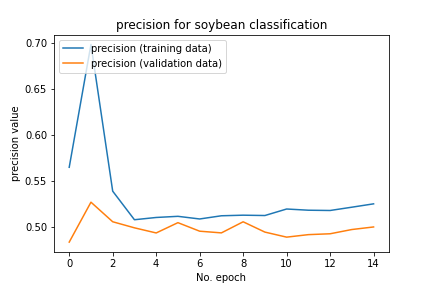 precision for soybean classification
precision (training data)
precision (validation data)
precision value
0.70
0.65
0.60
0.55
0.50
0 2 4 6 8 10 12 14
No. epoch